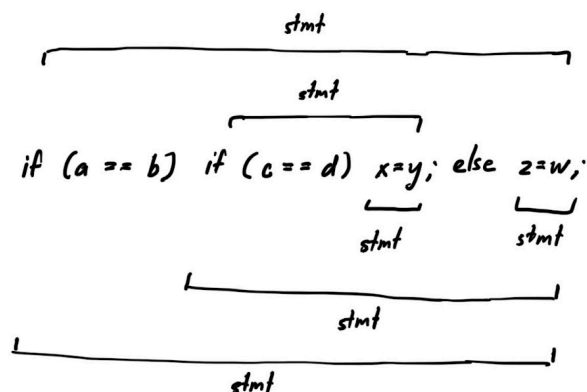 stmt
stmt
if (a == b) if (c == d) x=y; else z=w;
stmt stmt
stmt
stmt